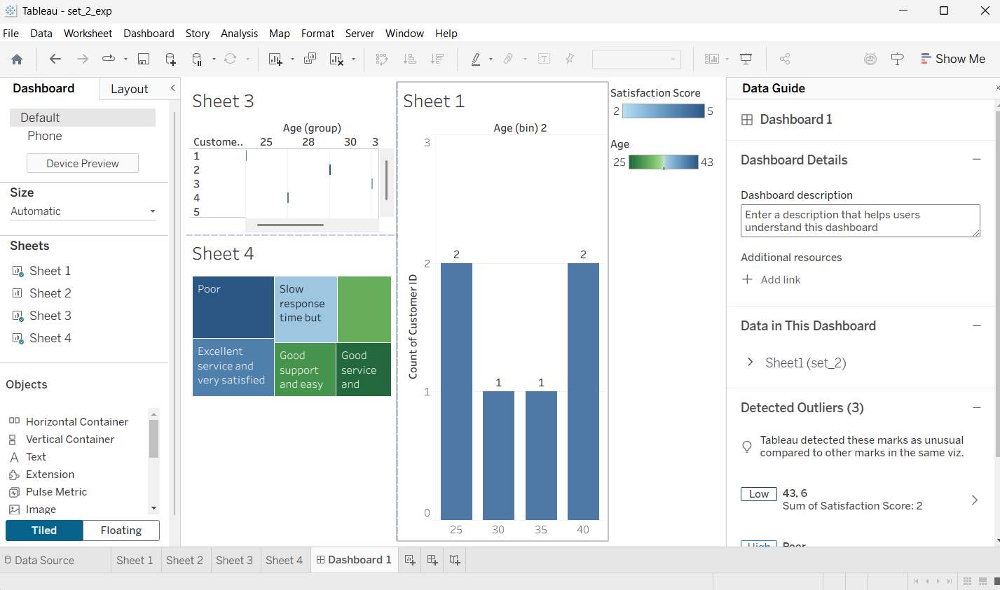 Tableau - set_2_exp
File Data Worksheet Dashboard Story Analysis Map Format Server Window Help
Show Me
Dashboard Layout
Default
Phone
Device Preview
Size
Automatic
Sheets
Sheet 1
Sheet 2
Sheet 3
Sheet 4
Objects
Horizontal Container
Vertical Container
Text
Extension
Pulse Metric
Image
Tiled Floating
Sheet 3
Age (group)
Custome.. 25 28 30 3
1
2
3
4
5
Sheet 4
Poor
Slow
response
time but
Excellent
service and
very satisfied
Good
support
and easy
Good
service
and
Sheet 1
Age (bin) 2
Count of Customer ID
3
2
1
0
2
1
1
2
25 30 35 40
Satisfaction Score
2 5
Age
25 43
Data Guide
Dashboard 1
Dashboard Details
Dashboard description
Enter a description that helps users
understand this dashboard
Additional resources
Add link
Data in This Dashboard
Sheet1 (set_2)
Detected Outliers (3)
Tableau detected these marks as unusual
compared to other marks in the same viz.
Low 43, 6
Sum of Satisfaction Score: 2
High Poor
Data Source Sheet 1 Sheet 2 Sheet 3 Sheet 4 Dashboard 1